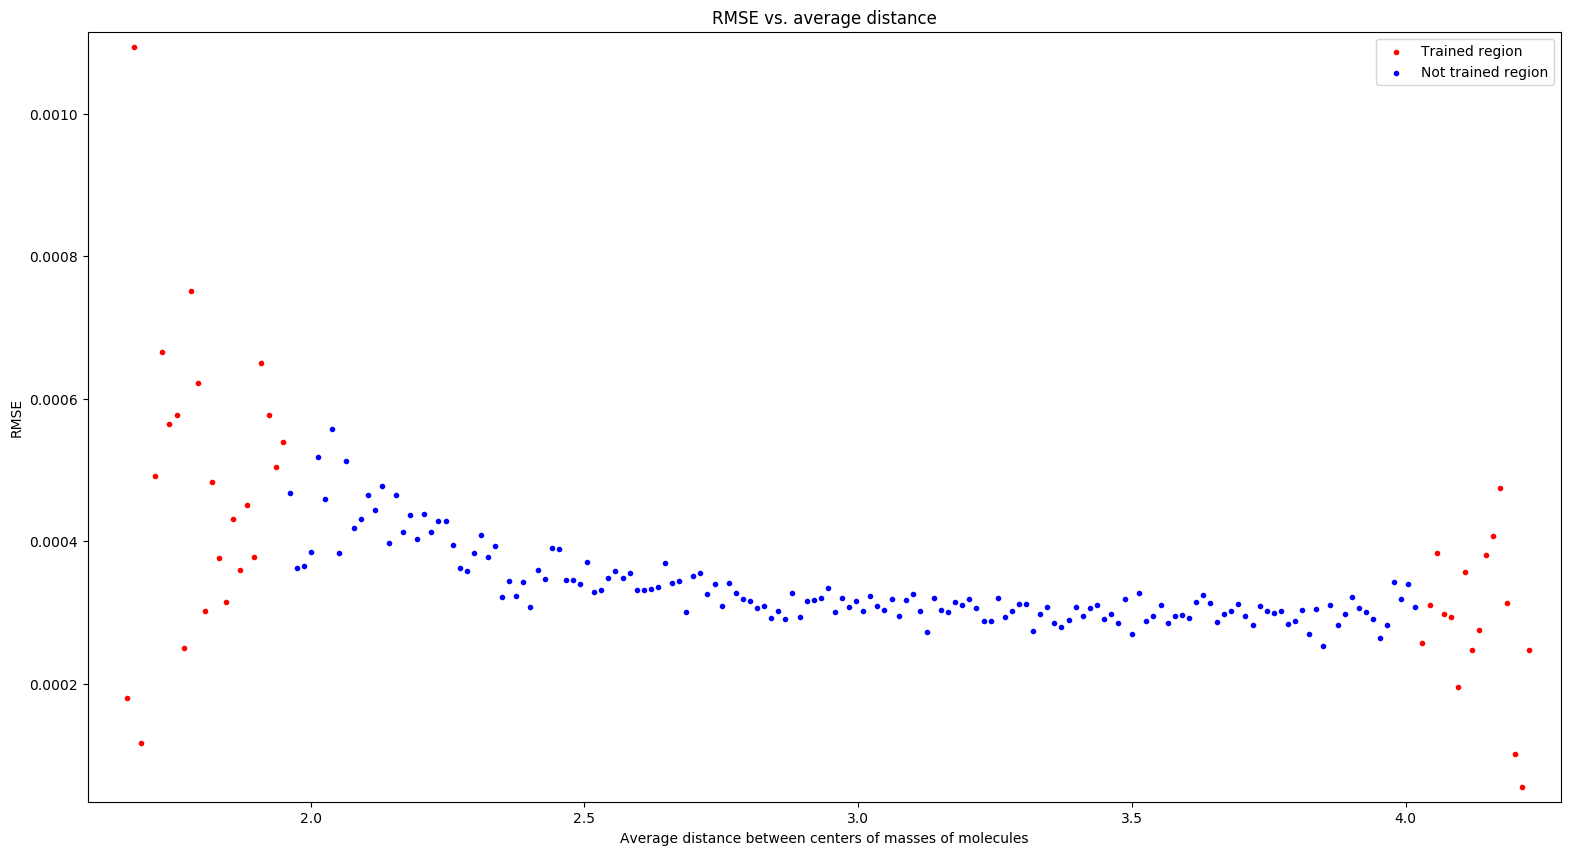 RMSE vs. average distance
Trained region
Not trained region
0.0010
0.0008
0.0006
0.0004
0.0002
RMSE
2.0
2.5
3.0
3.5
4.0
Average distance between centers of masses of molecules